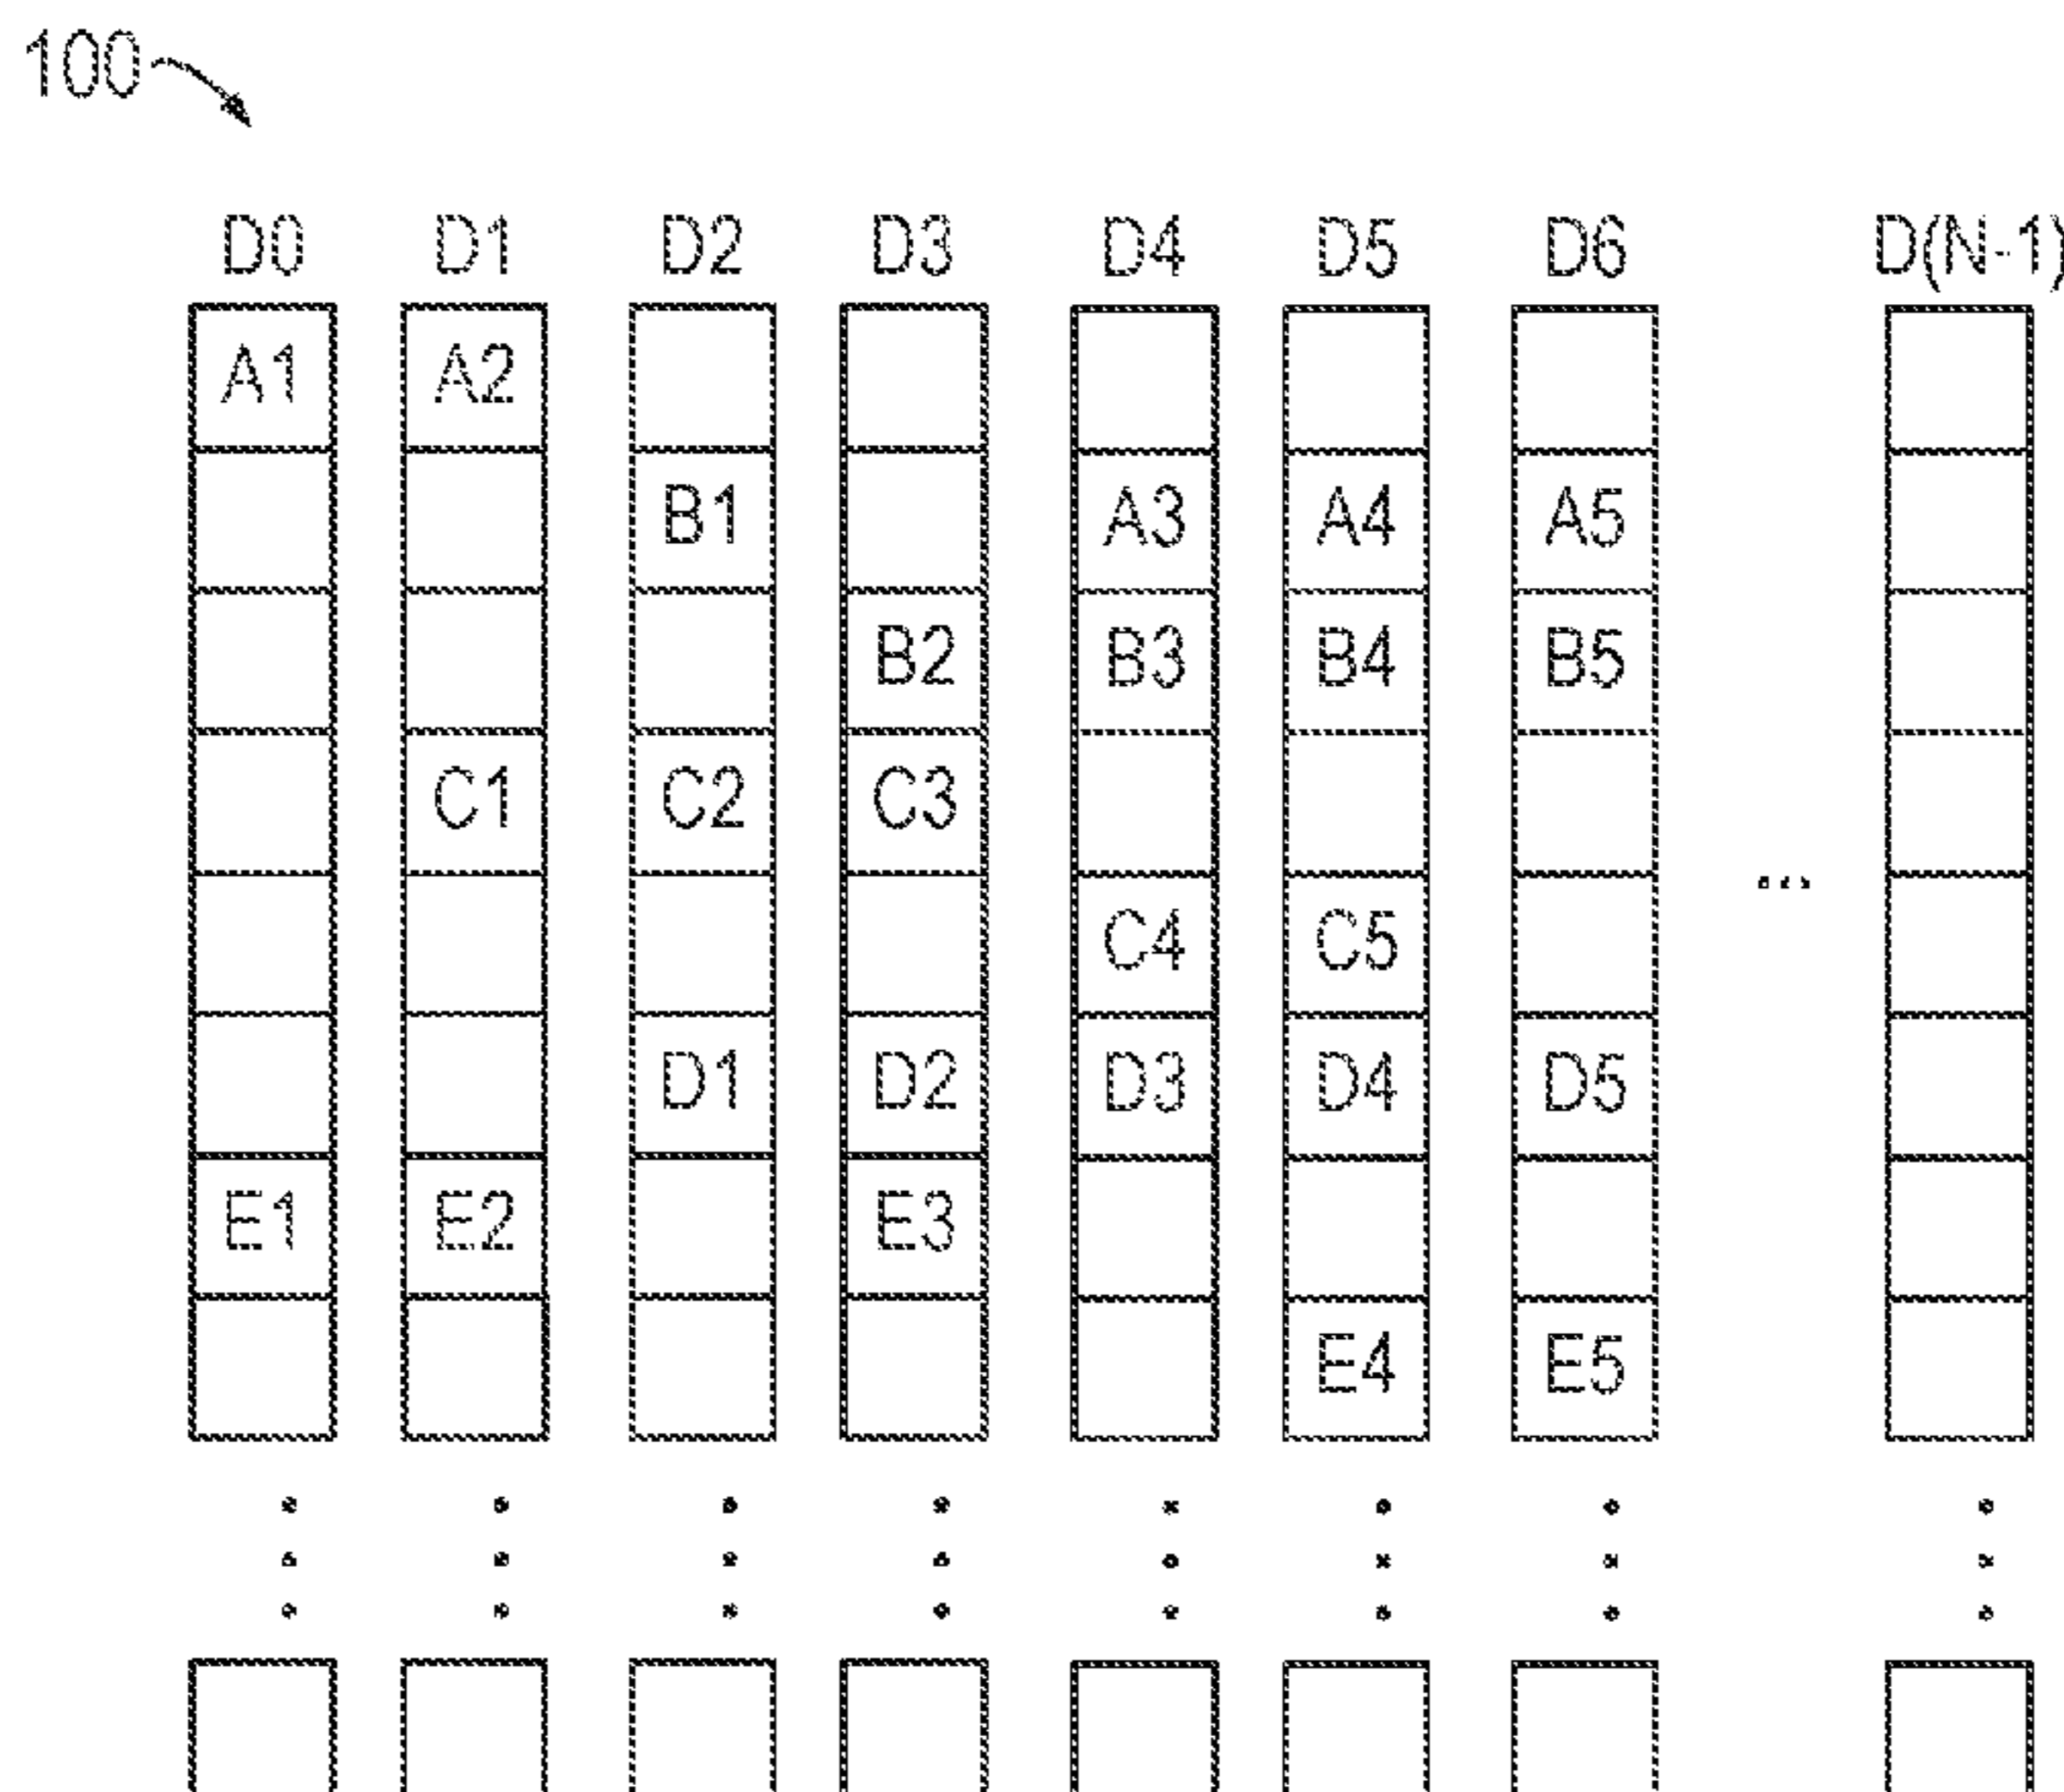 100
D0 D1 D2 D3 D4 D5 D6 D(N-1)
A1 A2
B1 A3 A4 A5
B2 B3 B4 B5
C1 C2 C3
...
C4 C5
D1 D2 D3 D4 D5
E1 E2 E3
E4 E5